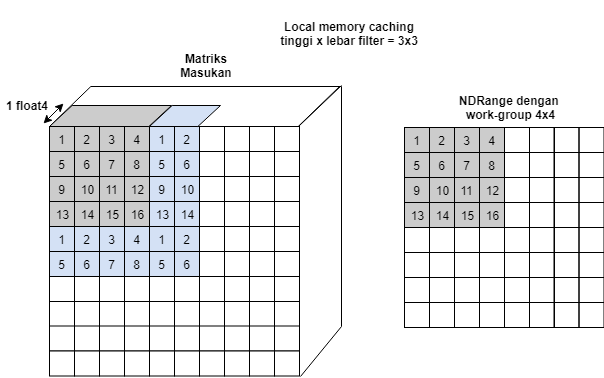 Local memory caching
tinggi x lebar filter = 3x3
Matriks
Masukan
1 float4
NDRange dengan
work-group 4x4
1 2 3 4 1 2
5 6 7 8 5 6
9 10 11 12 9 10
13 14 15 16 13 14
1 2 3 4 1 2
5 6 7 8 5 6
1 2 3 4
5 6 7 8
9 10 11 12
13 14 15 16